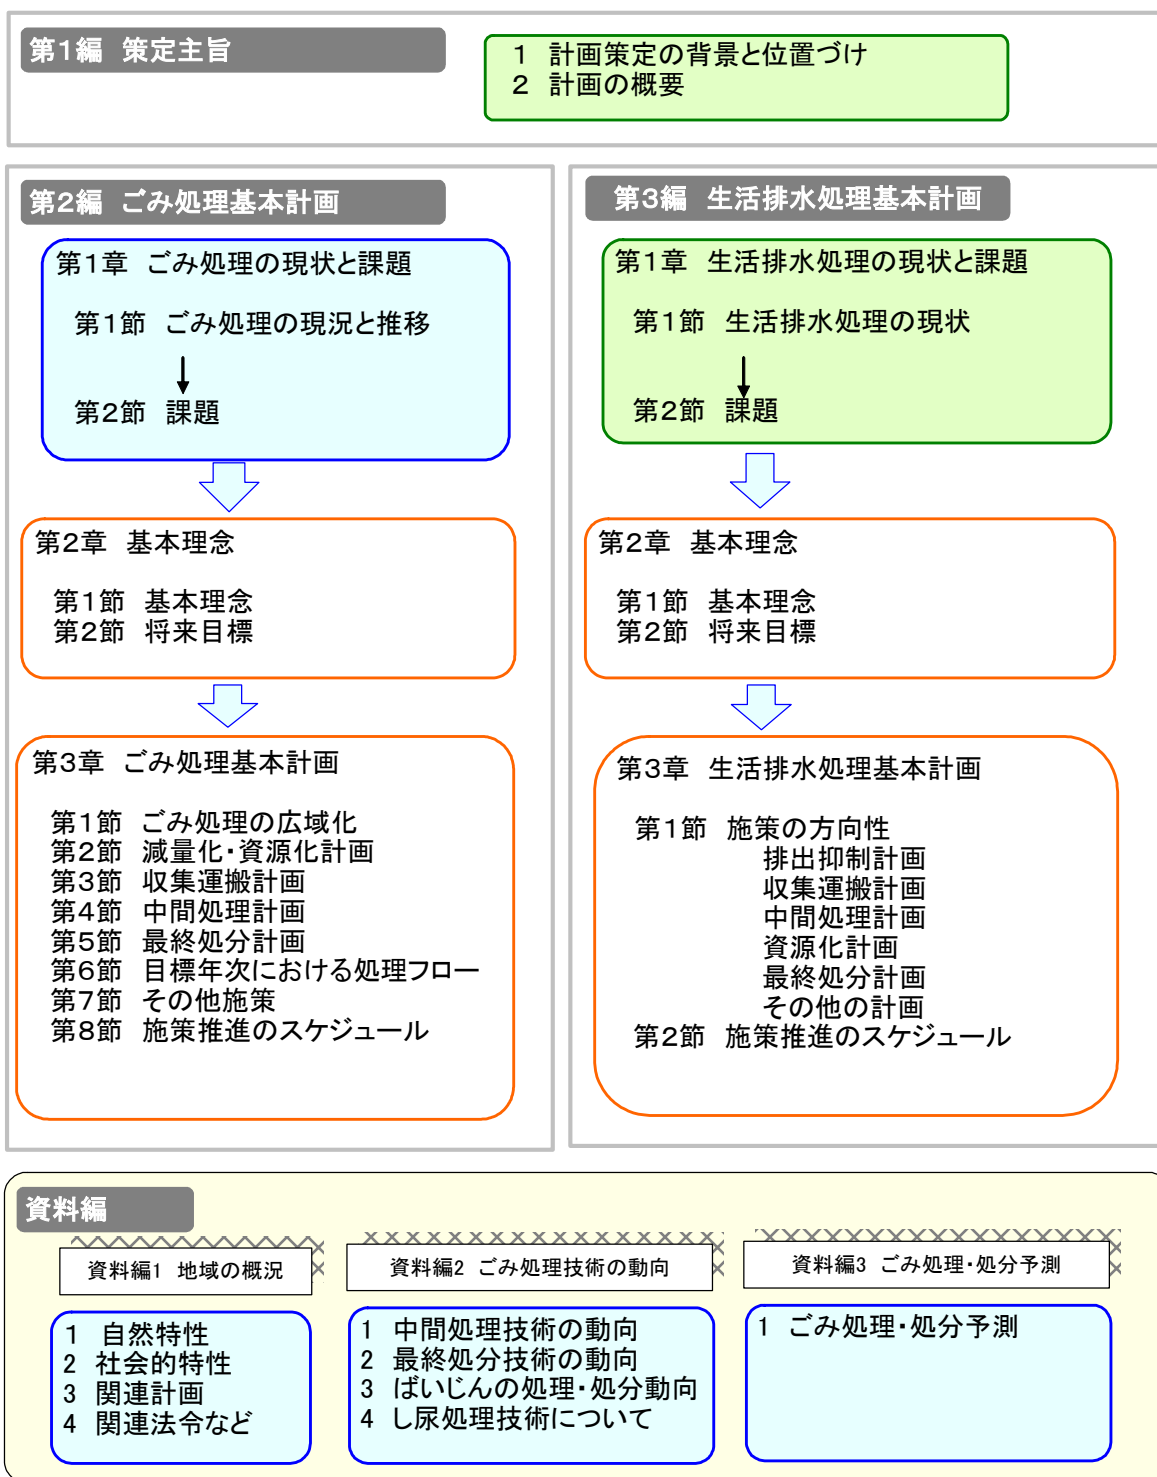 第1編 策定主旨
1 計画策定の背景と位置づけ
2 計画の概要
第2編 ごみ処理基本計画
第1章 ごみ処理の現状と課題
第1節 ごみ処理の現況と推移
第2節 課題
第2章 基本理念
第1節 基本理念
第2節 将来目標
第3章 ごみ処理基本計画
第1節 ごみ処理の広域化
第2節 減量化・資源化計画
第3節 収集運搬計画
第4節 中間処理計画
第5節 最終処分計画
第6節 目標年次における処理フロー
第7節 その他施策
第8節 施策推進のスケジュール
第3編 生活排水処理基本計画
第1章 生活排水処理の現状と課題
第1節 生活排水処理の現状
第2節 課題
第2章 基本理念
第1節 基本理念
第2節 将来目標
第3章 生活排水処理基本計画
第1節 施策の方向性
排出抑制計画
収集運搬計画
中間処理計画
資源化計画
最終処分計画
その他の計画
第2節 施策推進のスケジュール
資料編
資料編1 地域の概況
1 自然特性
2 社会的特性
3 関連計画
4 関連法令など
資料編2 ごみ処理技術の動向
1 中間処理技術の動向
2 最終処分技術の動向
3 ばいじんの処理・処分動向
4 し尿処理技術について
資料編3 ごみ処理・処分予測
1 ごみ処理・処分予測